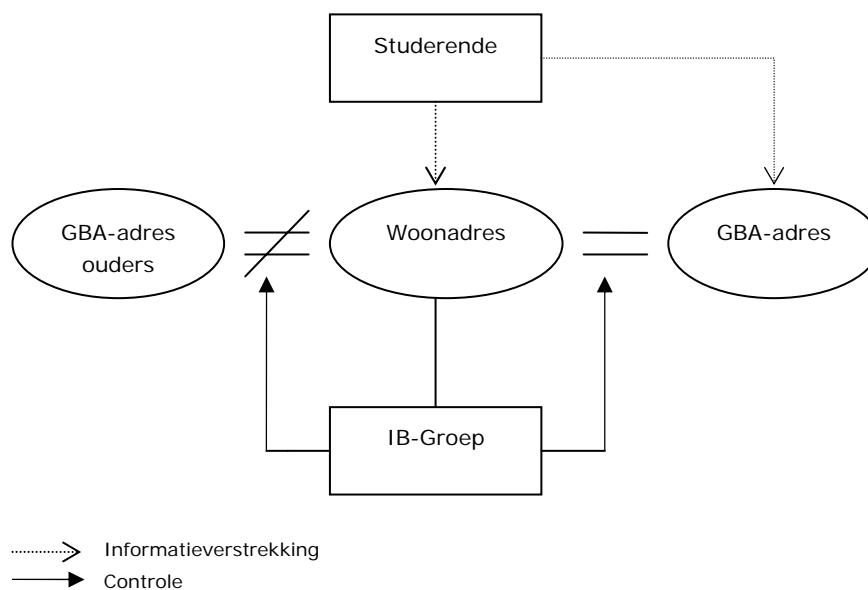 Studerende
GBA-adres
ouders
Woonadres
GBA-adres
IB-Groep
Informatieverstrekking
Controle